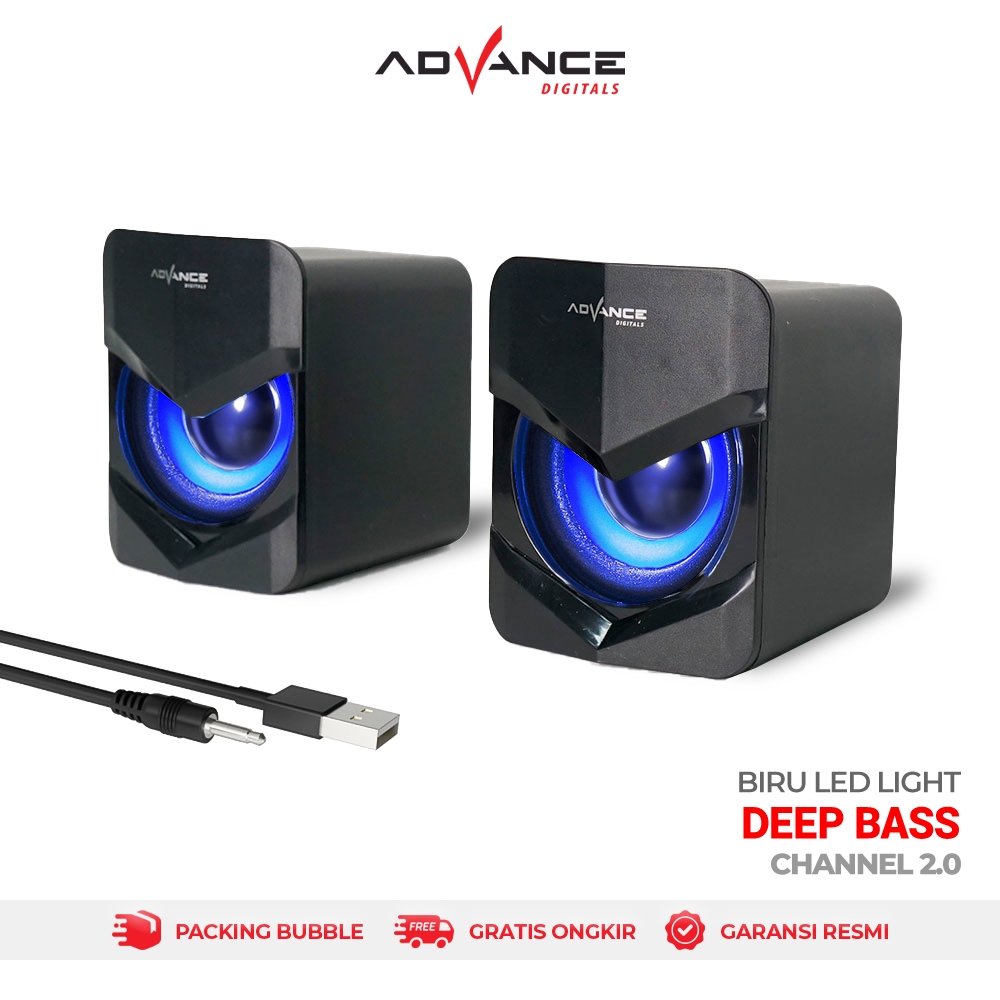 ADVANCE
DIGITALS
ADVANCE
DIGITALS
ADVANCE
DIGITALS
BIRU LED LIGHT
DEEP BASS
CHANNEL 2.0
PACKING BUBBLE
FREE
GRATIS ONGKIR
GARANSI RESMI